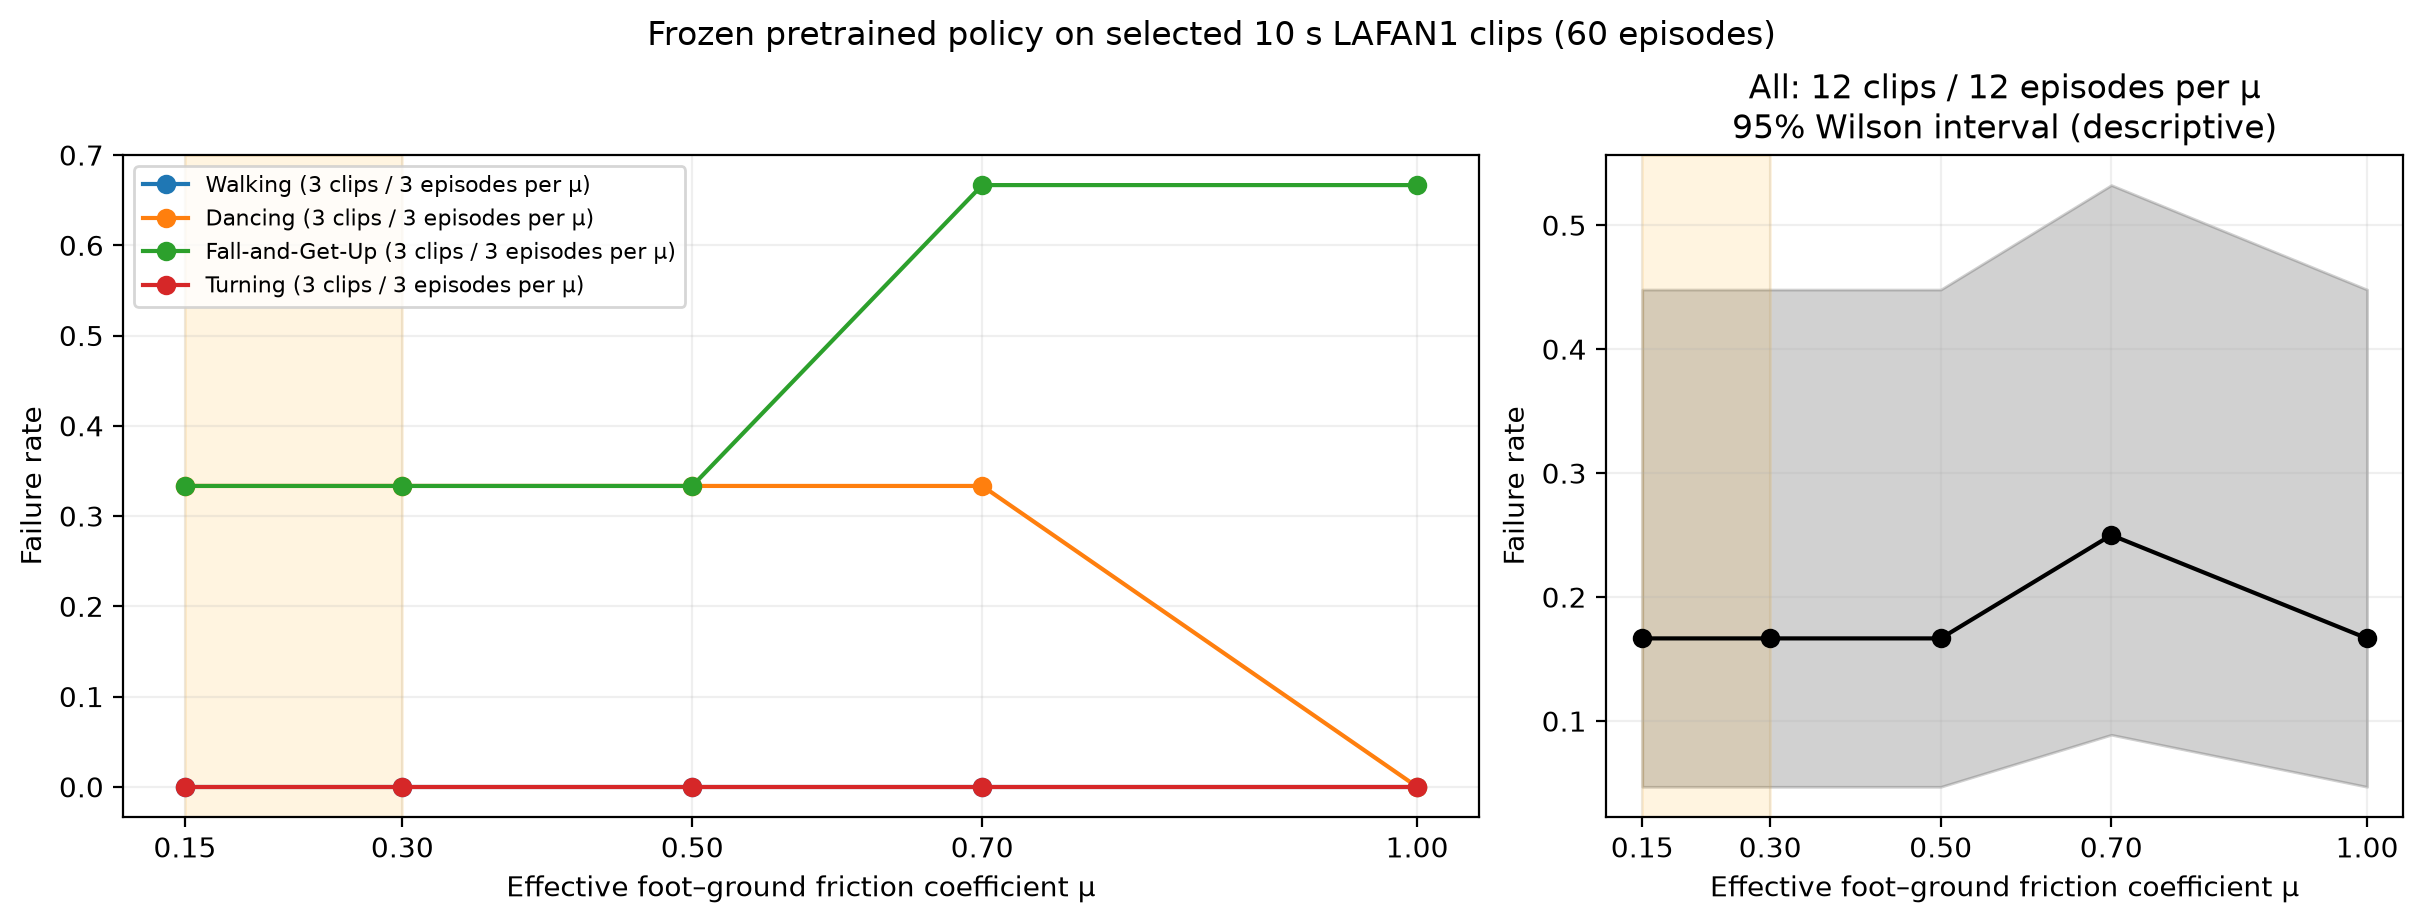 Frozen pretrained policy on selected 10 s LAFAN1 clips (60 episodes)
Failure rate
0.7
0.6
0.5
0.4
0.3
0.2
0.1
0.0
Walking (3 clips / 3 episodes per μ)
Dancing (3 clips / 3 episodes per μ)
Fall-and-Get-Up (3 clips / 3 episodes per μ)
Turning (3 clips / 3 episodes per μ)
0.15 0.30 0.50 0.70 1.00
Effective foot–ground friction coefficient μ
All: 12 clips / 12 episodes per μ
95% Wilson interval (descriptive)
Failure rate
0.5
0.4
0.3
0.2
0.1
0.15 0.30 0.50 0.70 1.00
Effective foot–ground friction coefficient μ